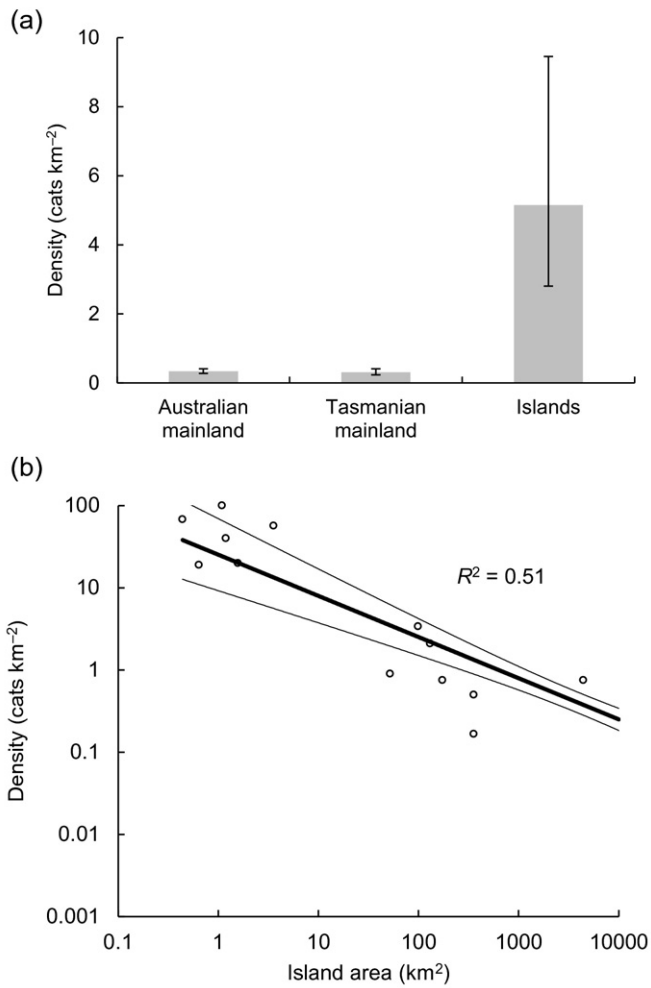 (a)
10
8
6
4
2
0
Density (cats km⁻²)
Australian
mainland
Tasmanian
mainland
Islands
(b)
100
10
1
0.1
0.01
0.001
Density (cats km⁻²)
R² = 0.51
0.1 1 10 100 1000 10000
Island area (km²)